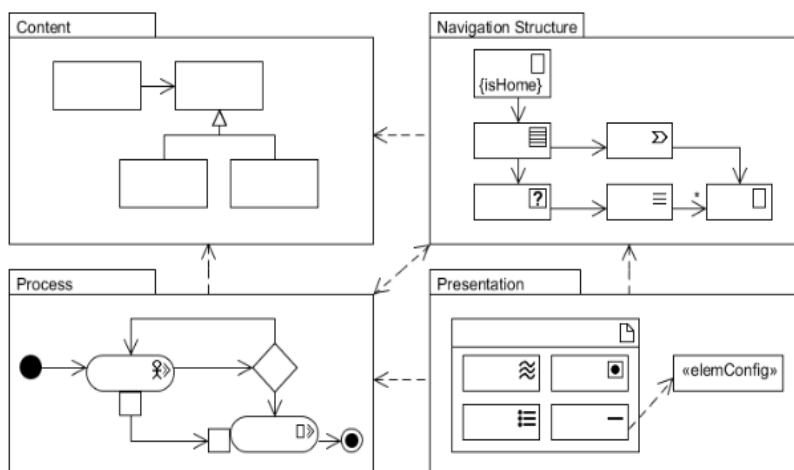 Content
Navigation Structure
{isHome}
?
*
Process
Presentation
«elemConfig»